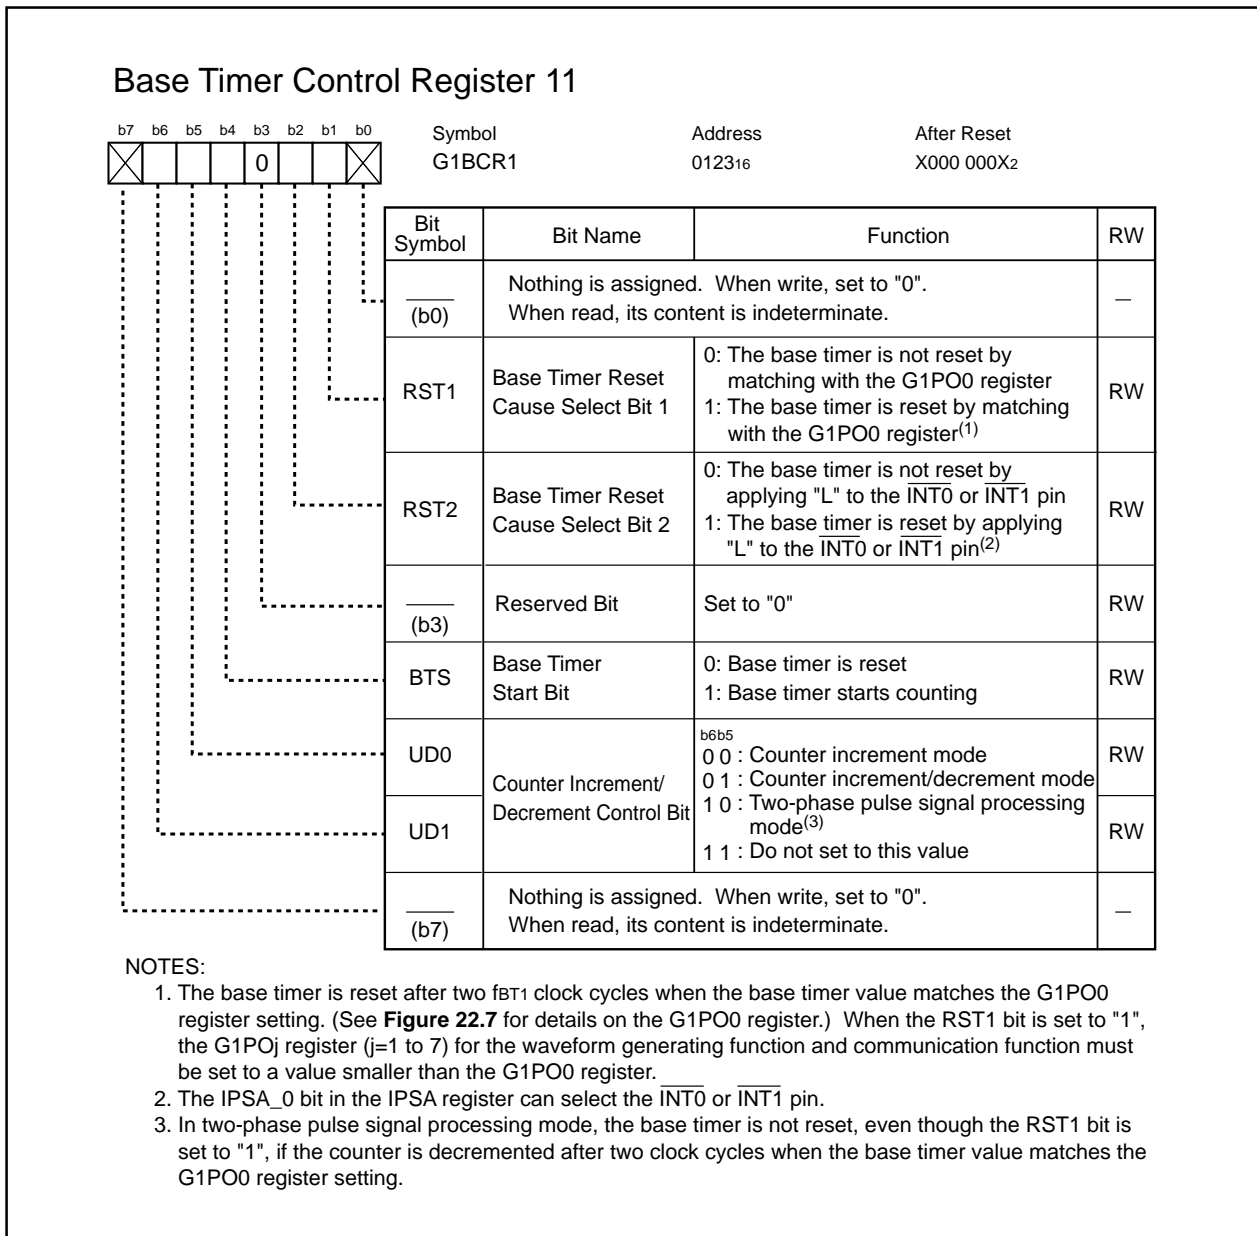 Base Timer Control Register 11
b7 b6 b5 b4 b3 b2 b1 b0
0
Symbol Address After Reset
G1BCR1 012316 X000 000X2
Bit Symbol Bit Name Function RW
(b0)
Nothing is assigned. When write, set to "0".
When read, its content is indeterminate.
—
RST1
Base Timer Reset
Cause Select Bit 1
0: The base timer is not reset by
matching with the G1PO0 register
1: The base timer is reset by matching
with the G1PO0 register(1)
RW
RST2
Base Timer Reset
Cause Select Bit 2
0: The base timer is not reset by
applying "L" to the INT0 or INT1 pin
1: The base timer is reset by applying
"L" to the INT0 or INT1 pin(2)
RW
(b3)
Reserved Bit
Set to "0"
RW
BTS
Base Timer
Start Bit
0: Base timer is reset
1: Base timer starts counting
RW
UD0
UD1
Counter Increment/
Decrement Control Bit
b6b5
0 0 : Counter increment mode
0 1 : Counter increment/decrement mode
1 0 : Two-phase pulse signal processing
mode(3)
1 1 : Do not set to this value
RW
RW
(b7)
Nothing is assigned. When write, set to "0".
When read, its content is indeterminate.
—
NOTES:
1. The base timer is reset after two fBT1 clock cycles when the base timer value matches the G1PO0
register setting. (See Figure 22.7 for details on the G1PO0 register.) When the RST1 bit is set to "1",
the G1POj register (j=1 to 7) for the waveform generating function and communication function must
be set to a value smaller than the G1PO0 register.
2. The IPSA_0 bit in the IPSA register can select the INT0 or INT1 pin.
3. In two-phase pulse signal processing mode, the base timer is not reset, even though the RST1 bit is
set to "1", if the counter is decremented after two clock cycles when the base timer value matches the
G1PO0 register setting.